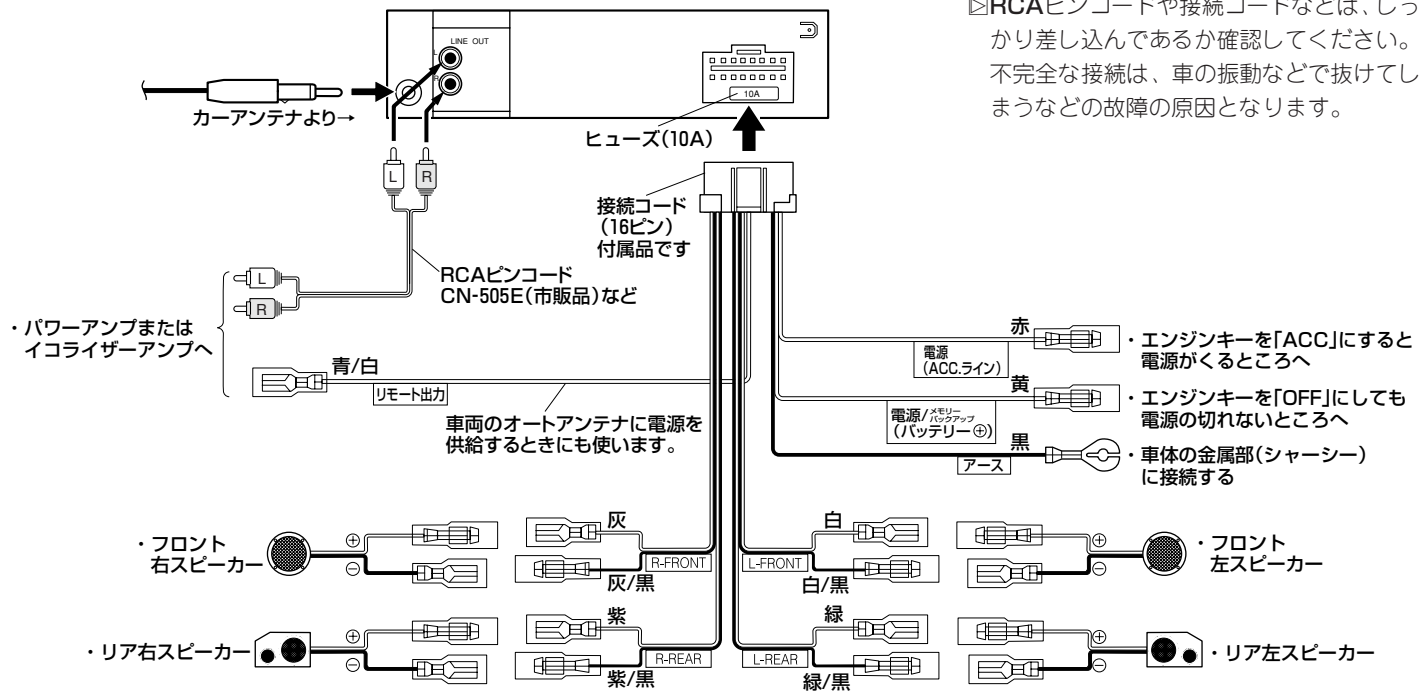 ▷RCAピンコードや接続コードなどは、しっ
かり差し込んであるか確認してください。
不完全な接続は、車の振動などで抜けてし
まうなどの故障の原因となります。
LINE OUT
L
R
10A
カーアンテナより→
ヒューズ(10A)
L
R
接続コード
(16ピン)
付属品です
RCAピンコード
CN-505E(市販品)など
L
R
・パワーアンプまたは
イコライザーアンプへ
青/白
リモート出力
車両のオートアンテナに電源を
供給するときにも使います。
赤
電源
(ACC.ライン)
・エンジンキーを「ACC」にすると
電源がくるところへ
黄
電源/メモリーバックアップ
(バッテリー⊕)
・エンジンキーを「OFF」にしても
電源の切れないところへ
黒
アース
・車体の金属部(シャーシー)
に接続する
・フロント
右スピーカー
⊕
⊖
灰
R-FRONT
灰/黒
白
L-FRONT
白/黒
⊕
⊖
・フロント
左スピーカー
・リア右スピーカー
⊕
⊖
紫
R-REAR
紫/黒
緑
L-REAR
緑/黒
⊕
⊖
・リア左スピーカー